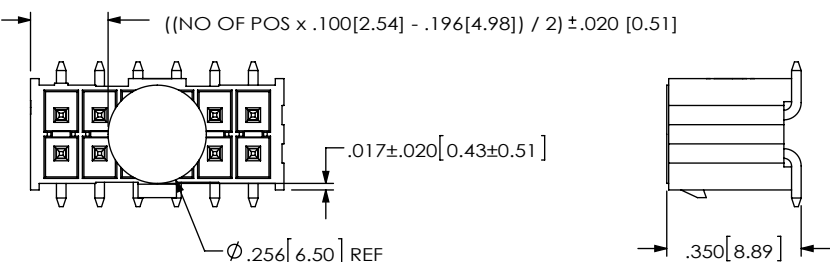 ((NO OF POS x .100[2.54] - .196[4.98]) / 2) ±.020 [0.51]
.017±.020[0.43±0.51]
Ø.256[6.50] REF
.350[8.89]